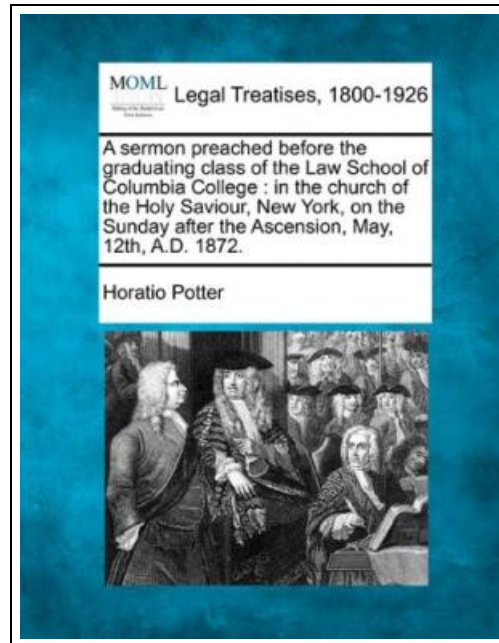 MOML
Legal Treatises, 1800-1926
A sermon preached before the
graduating class of the Law School of
Columbia College : in the church of
the Holy Saviour, New York, on the
Sunday after the Ascension, May,
12th, A.D. 1872.
Horatio Potter